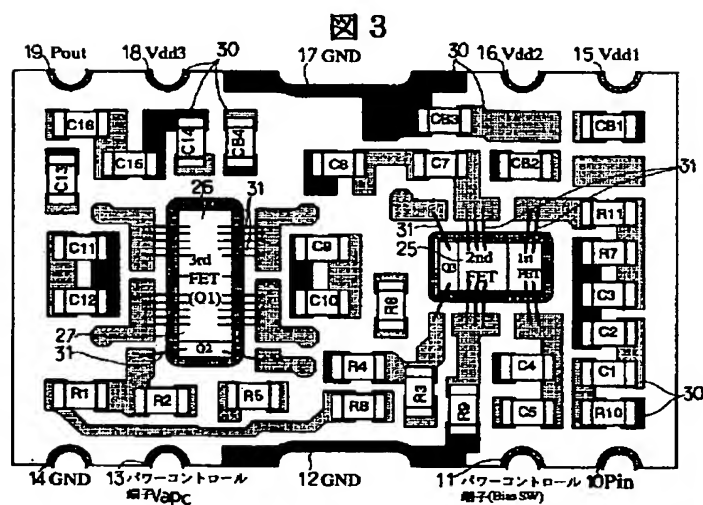 図3
19 Pout
18 Vdd3
30
17 GND
30
16 Vdd2
15 Vdd1
C16
C14
CB4
CB3
CB1
C15
C13
C8
C7
CB2
26
31
31
R11
31
25
3rd
FET
(Q1)
2nd
FET
1st
FET
Q3
C11
C9
R7
C12
C10
R6
C3
C2
27
31
Q2
R4
C4
C1
30
R1
R2
R5
R8
R3
R9
C5
R10
14 GND
13 パワーコントロール
端子Vapc
12 GND
11 パワーコントロール
端子(Bias SW)
10 Pin